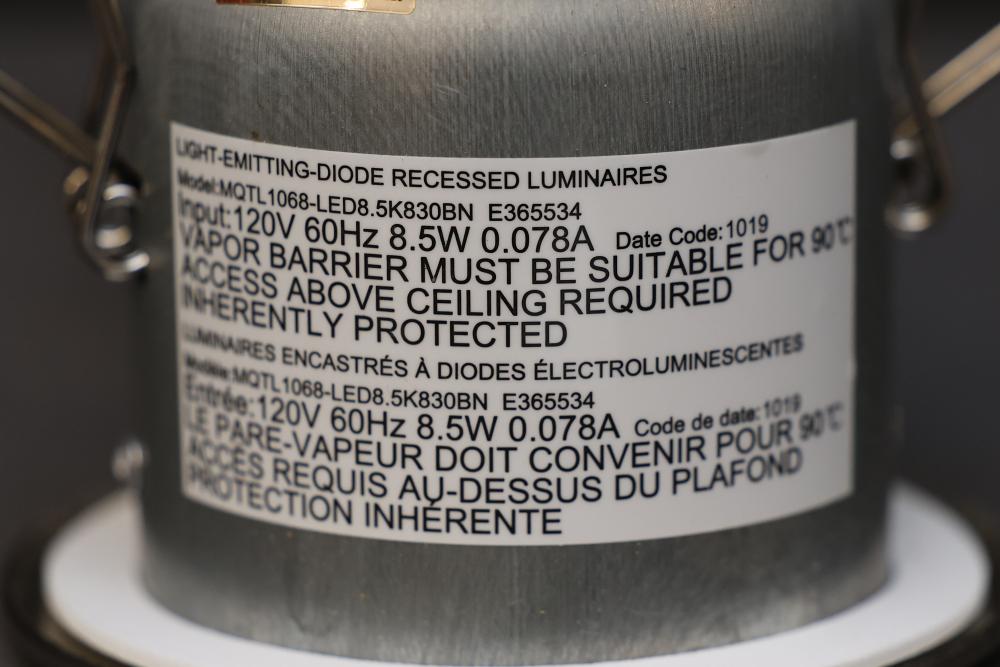 LIGHT-EMITTING-DIODE RECESSED LUMINAIRES
Model:MQTL1068-LED8.5K830BN E365534
Input:120V 60Hz 8.5W 0.078A Date Code:1019
VAPOR BARRIER MUST BE SUITABLE FOR 90℃
ACCESS ABOVE CEILING REQUIRED
INHERENTLY PROTECTED
LUMINAIRES ENCASTRÉS À DIODES ÉLECTROLUMINESCENTES
Modèle:MQTL1068-LED8.5K830BN E365534
Entrée:120V 60Hz 8.5W 0.078A Code de date:1019
LE PARE-VAPEUR DOIT CONVENIR POUR 90℃
ACCÈS REQUIS AU-DESSUS DU PLAFOND
PROTECTION INHÉRENTE